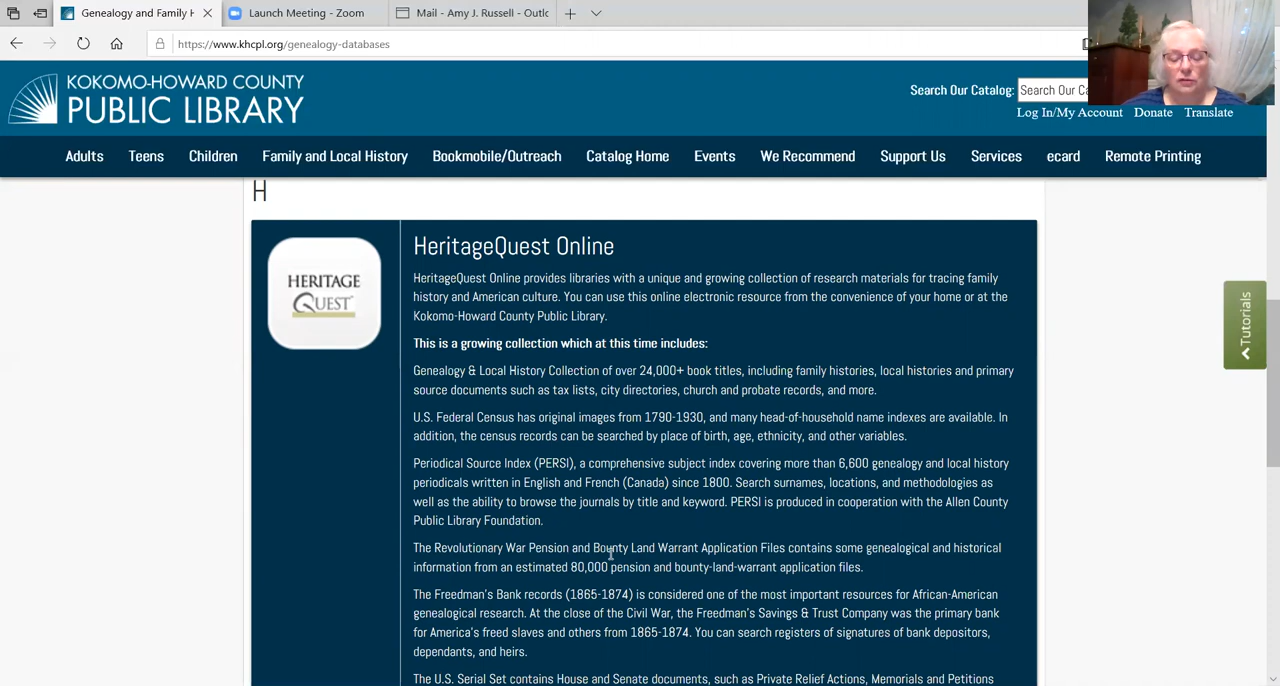 Genealogy and Family H
Launch Meeting - Zoom
Mail - Amy J. Russell - Outlo
https://www.khcpl.org/genealogy-databases
KOKOMO-HOWARD COUNTY
PUBLIC LIBRARY
Search Our Catalog: Search Our Ca
Log In/My Account Donate Translate
Adults Teens Children Family and Local History Bookmobile/Outreach Catalog Home Events We Recommend Support Us Services ecard Remote Printing
H
HERITAGE
QUEST
HeritageQuest Online
HeritageQuest Online provides libraries with a unique and growing collection of research materials for tracing family
history and American culture. You can use this online electronic resource from the convenience of your home or at the
Kokomo-Howard County Public Library.
This is a growing collection which at this time includes:
Genealogy & Local History Collection of over 24,000+ book titles, including family histories, local histories and primary
source documents such as tax lists, city directories, church and probate records, and more.
U.S. Federal Census has original images from 1790-1930, and many head-of-household name indexes are available. In
addition, the census records can be searched by place of birth, age, ethnicity, and other variables.
Periodical Source Index (PERSI), a comprehensive subject index covering more than 6,600 genealogy and local history
periodicals written in English and French (Canada) since 1800. Search surnames, locations, and methodologies as
well as the ability to browse the journals by title and keyword. PERSI is produced in cooperation with the Allen County
Public Library Foundation.
The Revolutionary War Pension and Bounty Land Warrant Application Files contains some genealogical and historical
information from an estimated 80,000 pension and bounty-land-warrant application files.
The Freedman's Bank records (1865-1874) is considered one of the most important resources for African-American
genealogical research. At the close of the Civil War, the Freedman's Savings & Trust Company was the primary bank
for America's freed slaves and others from 1865-1874. You can search registers of signatures of bank depositors,
dependants, and heirs.
The U.S. Serial Set contains House and Senate documents, such as Private Relief Actions, Memorials and Petitions
Tutorials